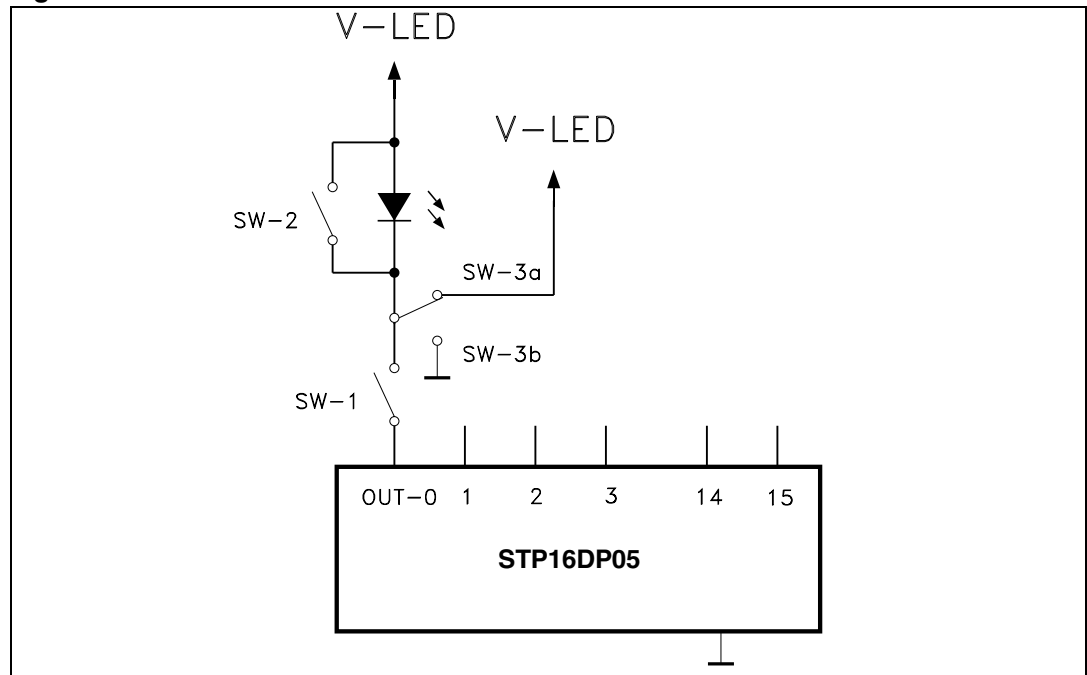 V-LED
V-LED
SW-2
SW-3a
SW-3b
SW-1
OUT-0 1 2 3 14 15
STP16DP05